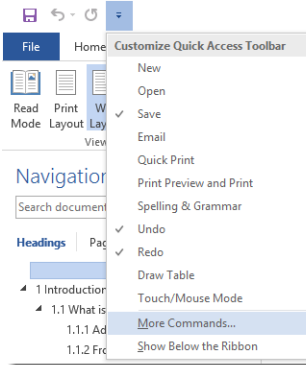 File
Home
Customize Quick Access Toolbar
New
Open
Save
Email
Quick Print
Print Preview and Print
Spelling & Grammar
Undo
Redo
Draw Table
Touch/Mouse Mode
More Commands...
Show Below the Ribbon
Read Mode
Print Layout
W
Lay
View
Navigation
Search document
Headings
Pag
1 Introduction
1.1 What is
1.1.1 Ad
1.1.2 Fro